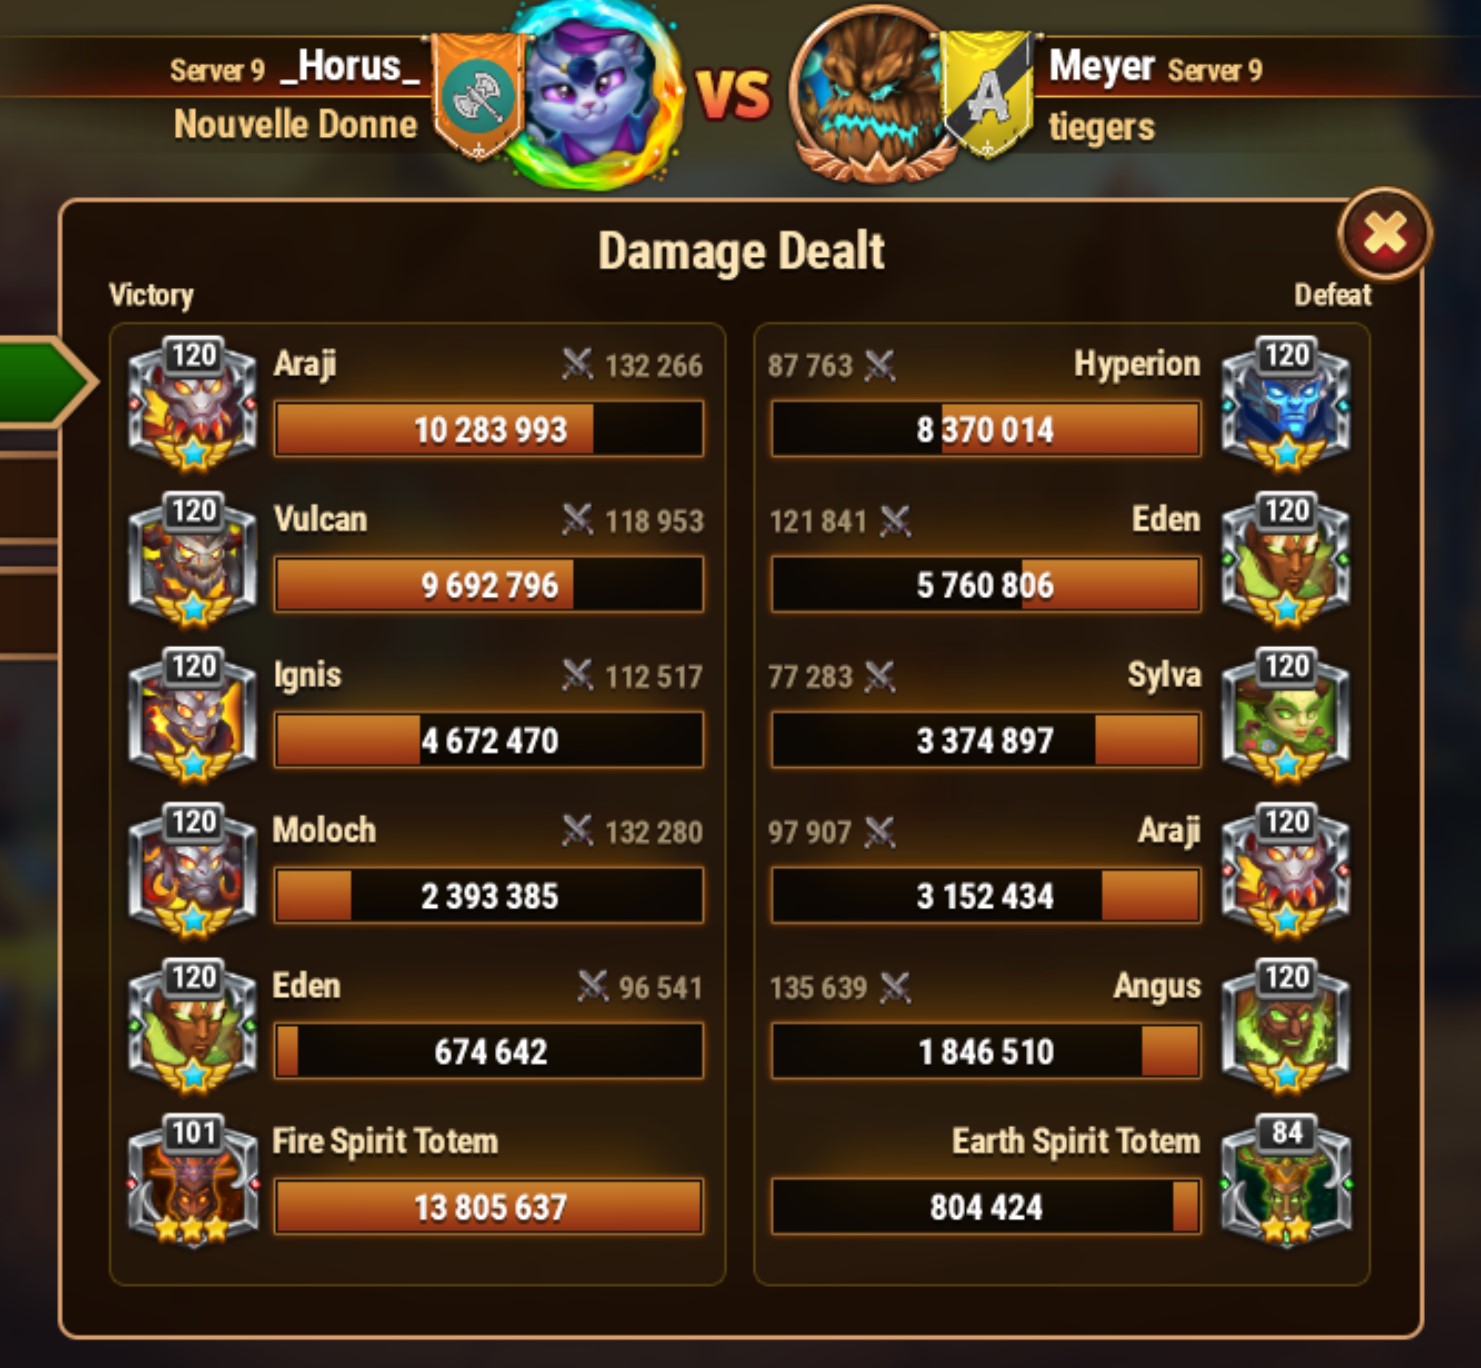 Server 9 _Horus_
Nouvelle Donne
VS
A
Meyer Server 9
tiegers
Damage Dealt
Victory
Defeat
120 Araji 132 266
10 283 993
87 763 Hyperion 120
8 370 014
120 Vulcan 118 953
9 692 796
121 841 Eden 120
5 760 806
120 Ignis 112 517
4 672 470
77 283 Sylva 120
3 374 897
120 Moloch 132 280
2 393 385
97 907 Araji 120
3 152 434
120 Eden 96 541
674 642
135 639 Angus 120
1 846 510
101 Fire Spirit Totem
13 805 637
Earth Spirit Totem 84
804 424